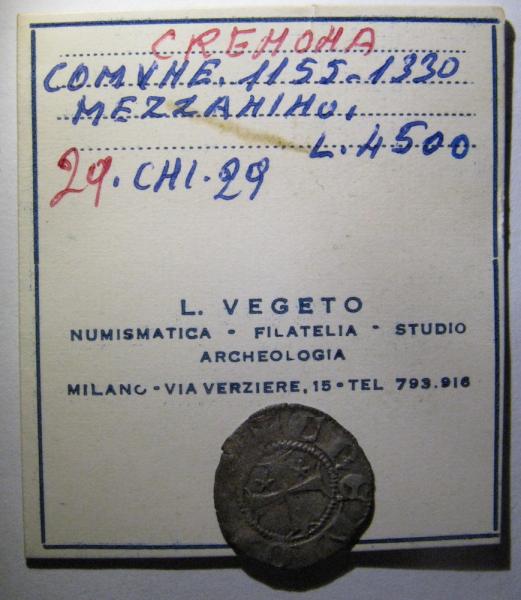 CREMONA
COMVNE. 1155-1330
MEZZANINO.
L. 4500
29. CHI. 29
L. VEGETO
NUMISMATICA - FILATELIA - STUDIO
ARCHEOLOGIA
MILANO - VIA VERZIERE, 15 - TEL 793.916